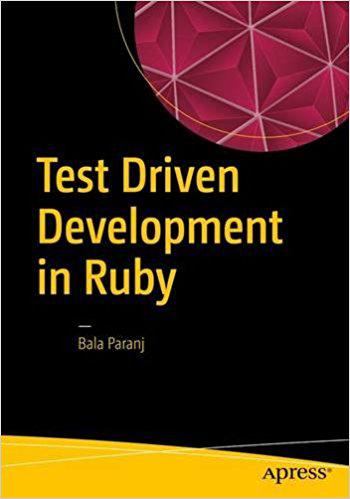 Test Driven
Development
in Ruby
Bala Paranj
Apress®